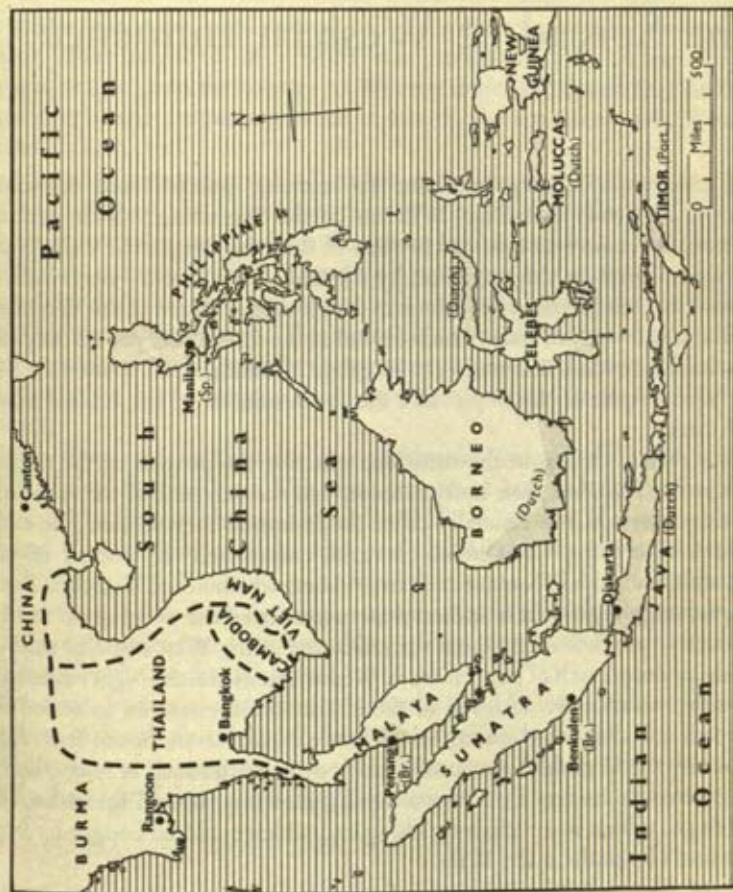 Pacific
Ocean
N
CHINA
Canton
BURMA
Rangoon
THAILAND
Bangkok
CAMBODIA
VIET NAM
South
China
Sea
PHILIPPINE
Manila
(Sp.)
MALAYA
Penang
(Br.)
SUMATRA
Benkulen
(Br.)
BORNEO
(Dutch)
CELEBES
(Dutch)
MOLUCCAS
(Dutch)
NEW
GUINEA
Djakarta
JAVA (Dutch)
TIMOR (Port.)
Indian
Ocean
0 Miles 500